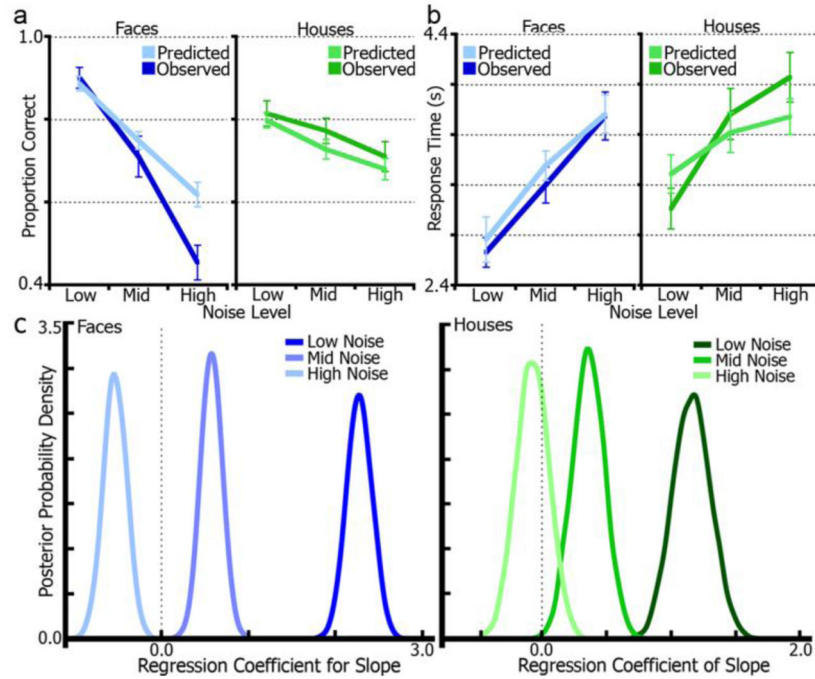 a
Faces
Houses
1.0
Predicted
Observed
Predicted
Observed
Proportion Correct
0.4
Low Mid High
Low Mid High
Noise Level
b
Faces
Houses
4.4
Predicted
Observed
Predicted
Observed
Response Time (s)
2.4
Low Mid High
Low Mid High
Noise Level
c
3.5
Faces
Low Noise
Mid Noise
High Noise
Posterior Probability Density
0.0
0.0
3.0
Regression Coefficient for Slope
Houses
Low Noise
Mid Noise
High Noise
0.0
2.0
Regression Coefficient of Slope